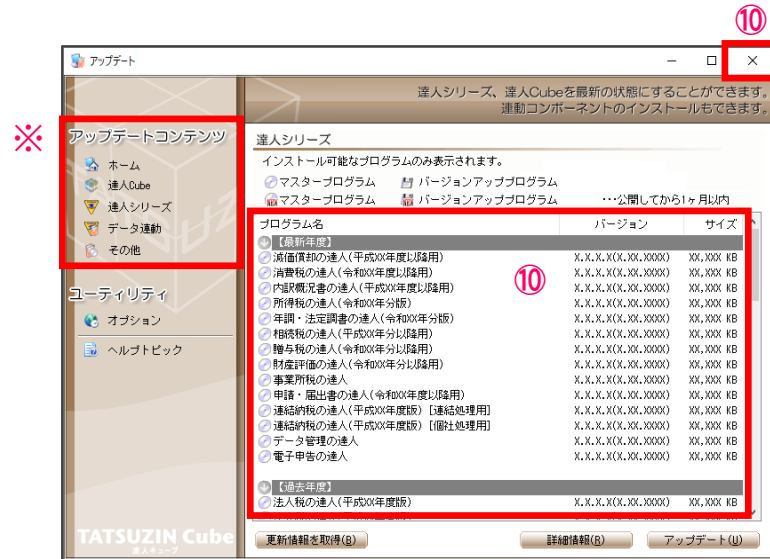 ⑩
アップデート
達人シリーズ、達人Cubeを最新の状態にすることができます。
連動コンポーネントのインストールもできます。
※
アップデートコンテンツ
ホーム
達人Cube
達人シリーズ
データ連動
その他
ユーティリティ
オプション
ヘルプトピック
達人シリーズ
インストール可能なプログラムのみ表示されます。
マスタープログラム バージョンアッププログラム
マスタープログラム バージョンアッププログラム ･･･公開してから1ヶ月以内
プログラム名 バージョン サイズ
【最新年度】
減価償却の達人(平成XX年度以降用) X.X.X.X(X.XX.XXXX) XX,XXX KB
消費税の達人(令和XX年度以降用) X.X.X.X(X.XX.XXXX) XX,XXX KB
内訳概況書の達人(平成XX年度以降用) X.X.X.X(X.XX.XXXX) XX,XXX KB
所得税の達人(令和XX年分版) X.X.X.X(X.XX.XXXX) XX,XXX KB
年調・法定調書の達人(令和XX年分版) X.X.X.X(X.XX.XXXX) XX,XXX KB
相続税の達人(平成XX年分以降用) X.X.X.X(X.XX.XXXX) XX,XXX KB
贈与税の達人(令和XX年分以降用) X.X.X.X(X.XX.XXXX) XX,XXX KB
財産評価の達人(令和XX年分以降用) X.X.X.X(X.XX.XXXX) XX,XXX KB
事業所税の達人 X.X.X.X(X.XX.XXXX) XX,XXX KB
申請・届出書の達人(令和XX年度以降用) X.X.X.X(X.XX.XXXX) XX,XXX KB
連結納税の達人(平成XX年度版)［連結処理用］ X.X.X.X(X.XX.XXXX) XX,XXX KB
連結納税の達人(平成XX年度版)［個社処理用］ X.X.X.X(X.XX.XXXX) XX,XXX KB
データ管理の達人 X.X.X.X(X.XX.XXXX) XX,XXX KB
電子申告の達人 X.X.X.X(X.XX.XXXX) XX,XXX KB
⑩
【過去年度】
法人税の達人(平成XX年度版) X.X.X.X(X.XX.XXXX) XX,XXX KB
TATSUZIN Cube
達人キューブ
更新情報を取得(B) 詳細情報(R) アップデート(U)